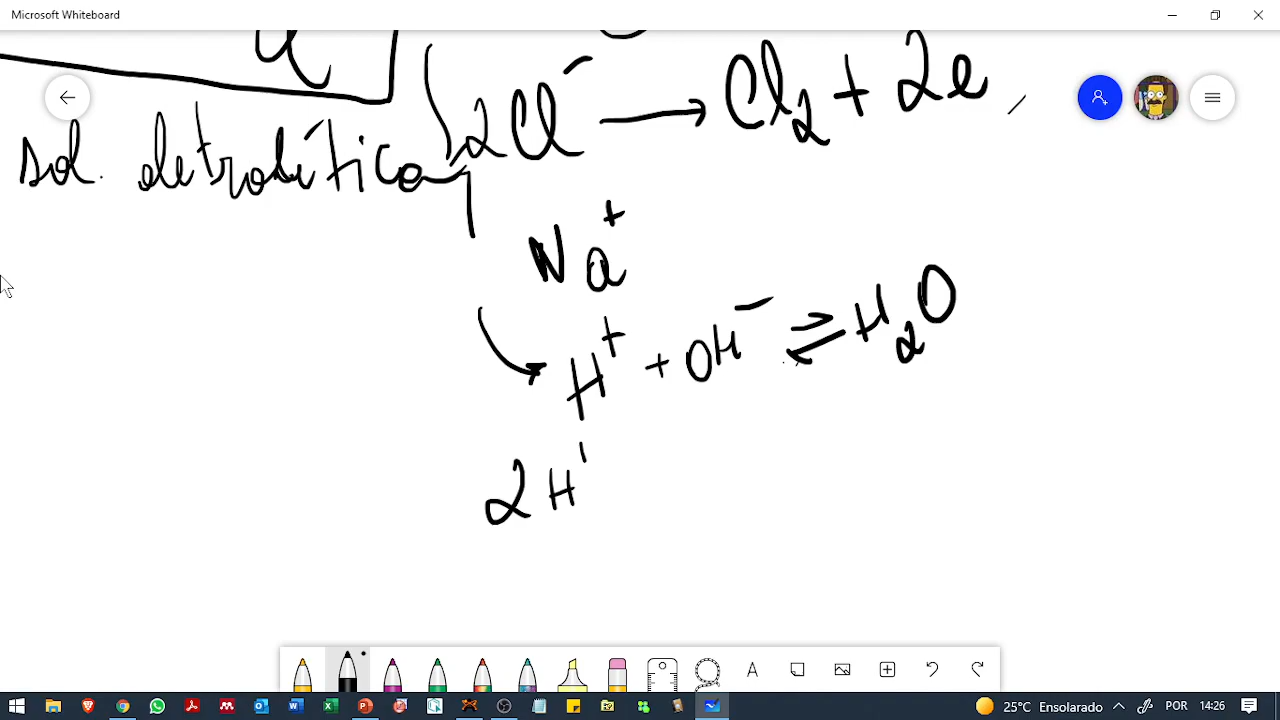 Microsoft Whiteboard
2Cl⁻ → Cl₂ + 2e
sol. eletrolítica
Na⁺
H⁺ + OH⁻ ⇌ H₂O
2H
A
25°C Ensolarado
POR
14:26